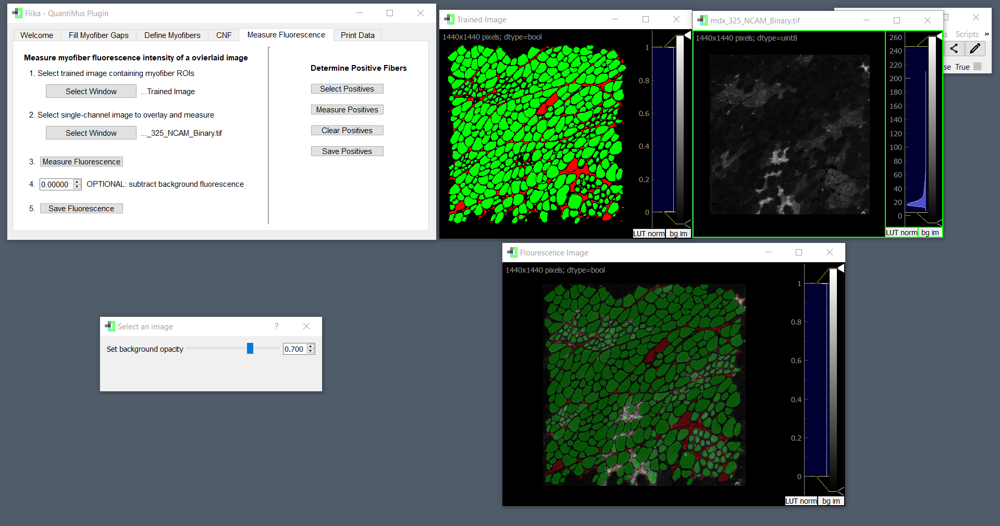 Flika - QuantiMus Plugin
Welcome
Fill Myofiber Gaps
Define Myofibers
CNF
Measure Fluorescence
Print Data
Measure myofiber fluorescence intensity of a ovlerlaid image
1. Select trained image containing myofiber ROIs
Select Window
...Trained Image
2. Select single-channel image to overlay and measure
Select Window
..._325_NCAM_Binary.tif
3.
Measure Fluorescence
4.
0.00000
OPTIONAL: subtract background fluorescence
5.
Save Fluorescence
Determine Positive Fibers
Select Positives
Measure Positives
Clear Positives
Save Positives
Trained Image
1440x1440 pixels; dtype=bool
1
0.8
0.6
0.4
0.2
0
LUT norm
bg im
mdx_325_NCAM_Binary.tif
1440x1440 pixels; dtype=uint8
260
240
220
200
180
160
140
120
100
80
60
40
20
0
LUT norm
bg im
s
Scripts
»
se
True
Flourescence Image
1440x1440 pixels; dtype=bool
1
0.8
0.6
0.4
0.2
0
LUT norm
bg im
Select an image
?
Set background opacity
0.700